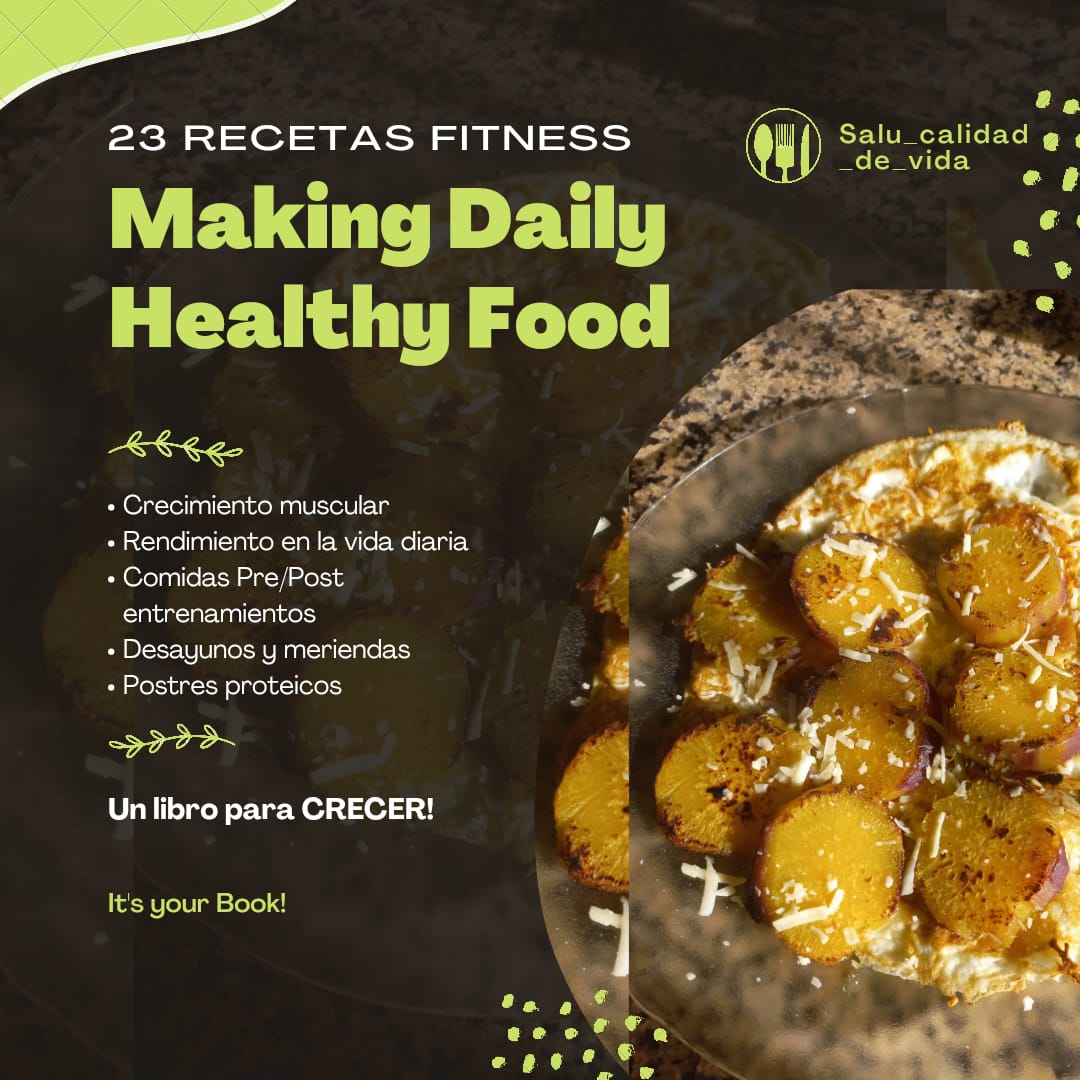 23 RECETAS FITNESS
Salu_calidad
_de_vida
Making Daily
Healthy Food
• Crecimiento muscular
• Rendimiento en la vida diaria
• Comidas Pre/Post
entrenamientos
• Desayunos y meriendas
• Postres proteicos
Un libro para CRECER!
It's your Book!